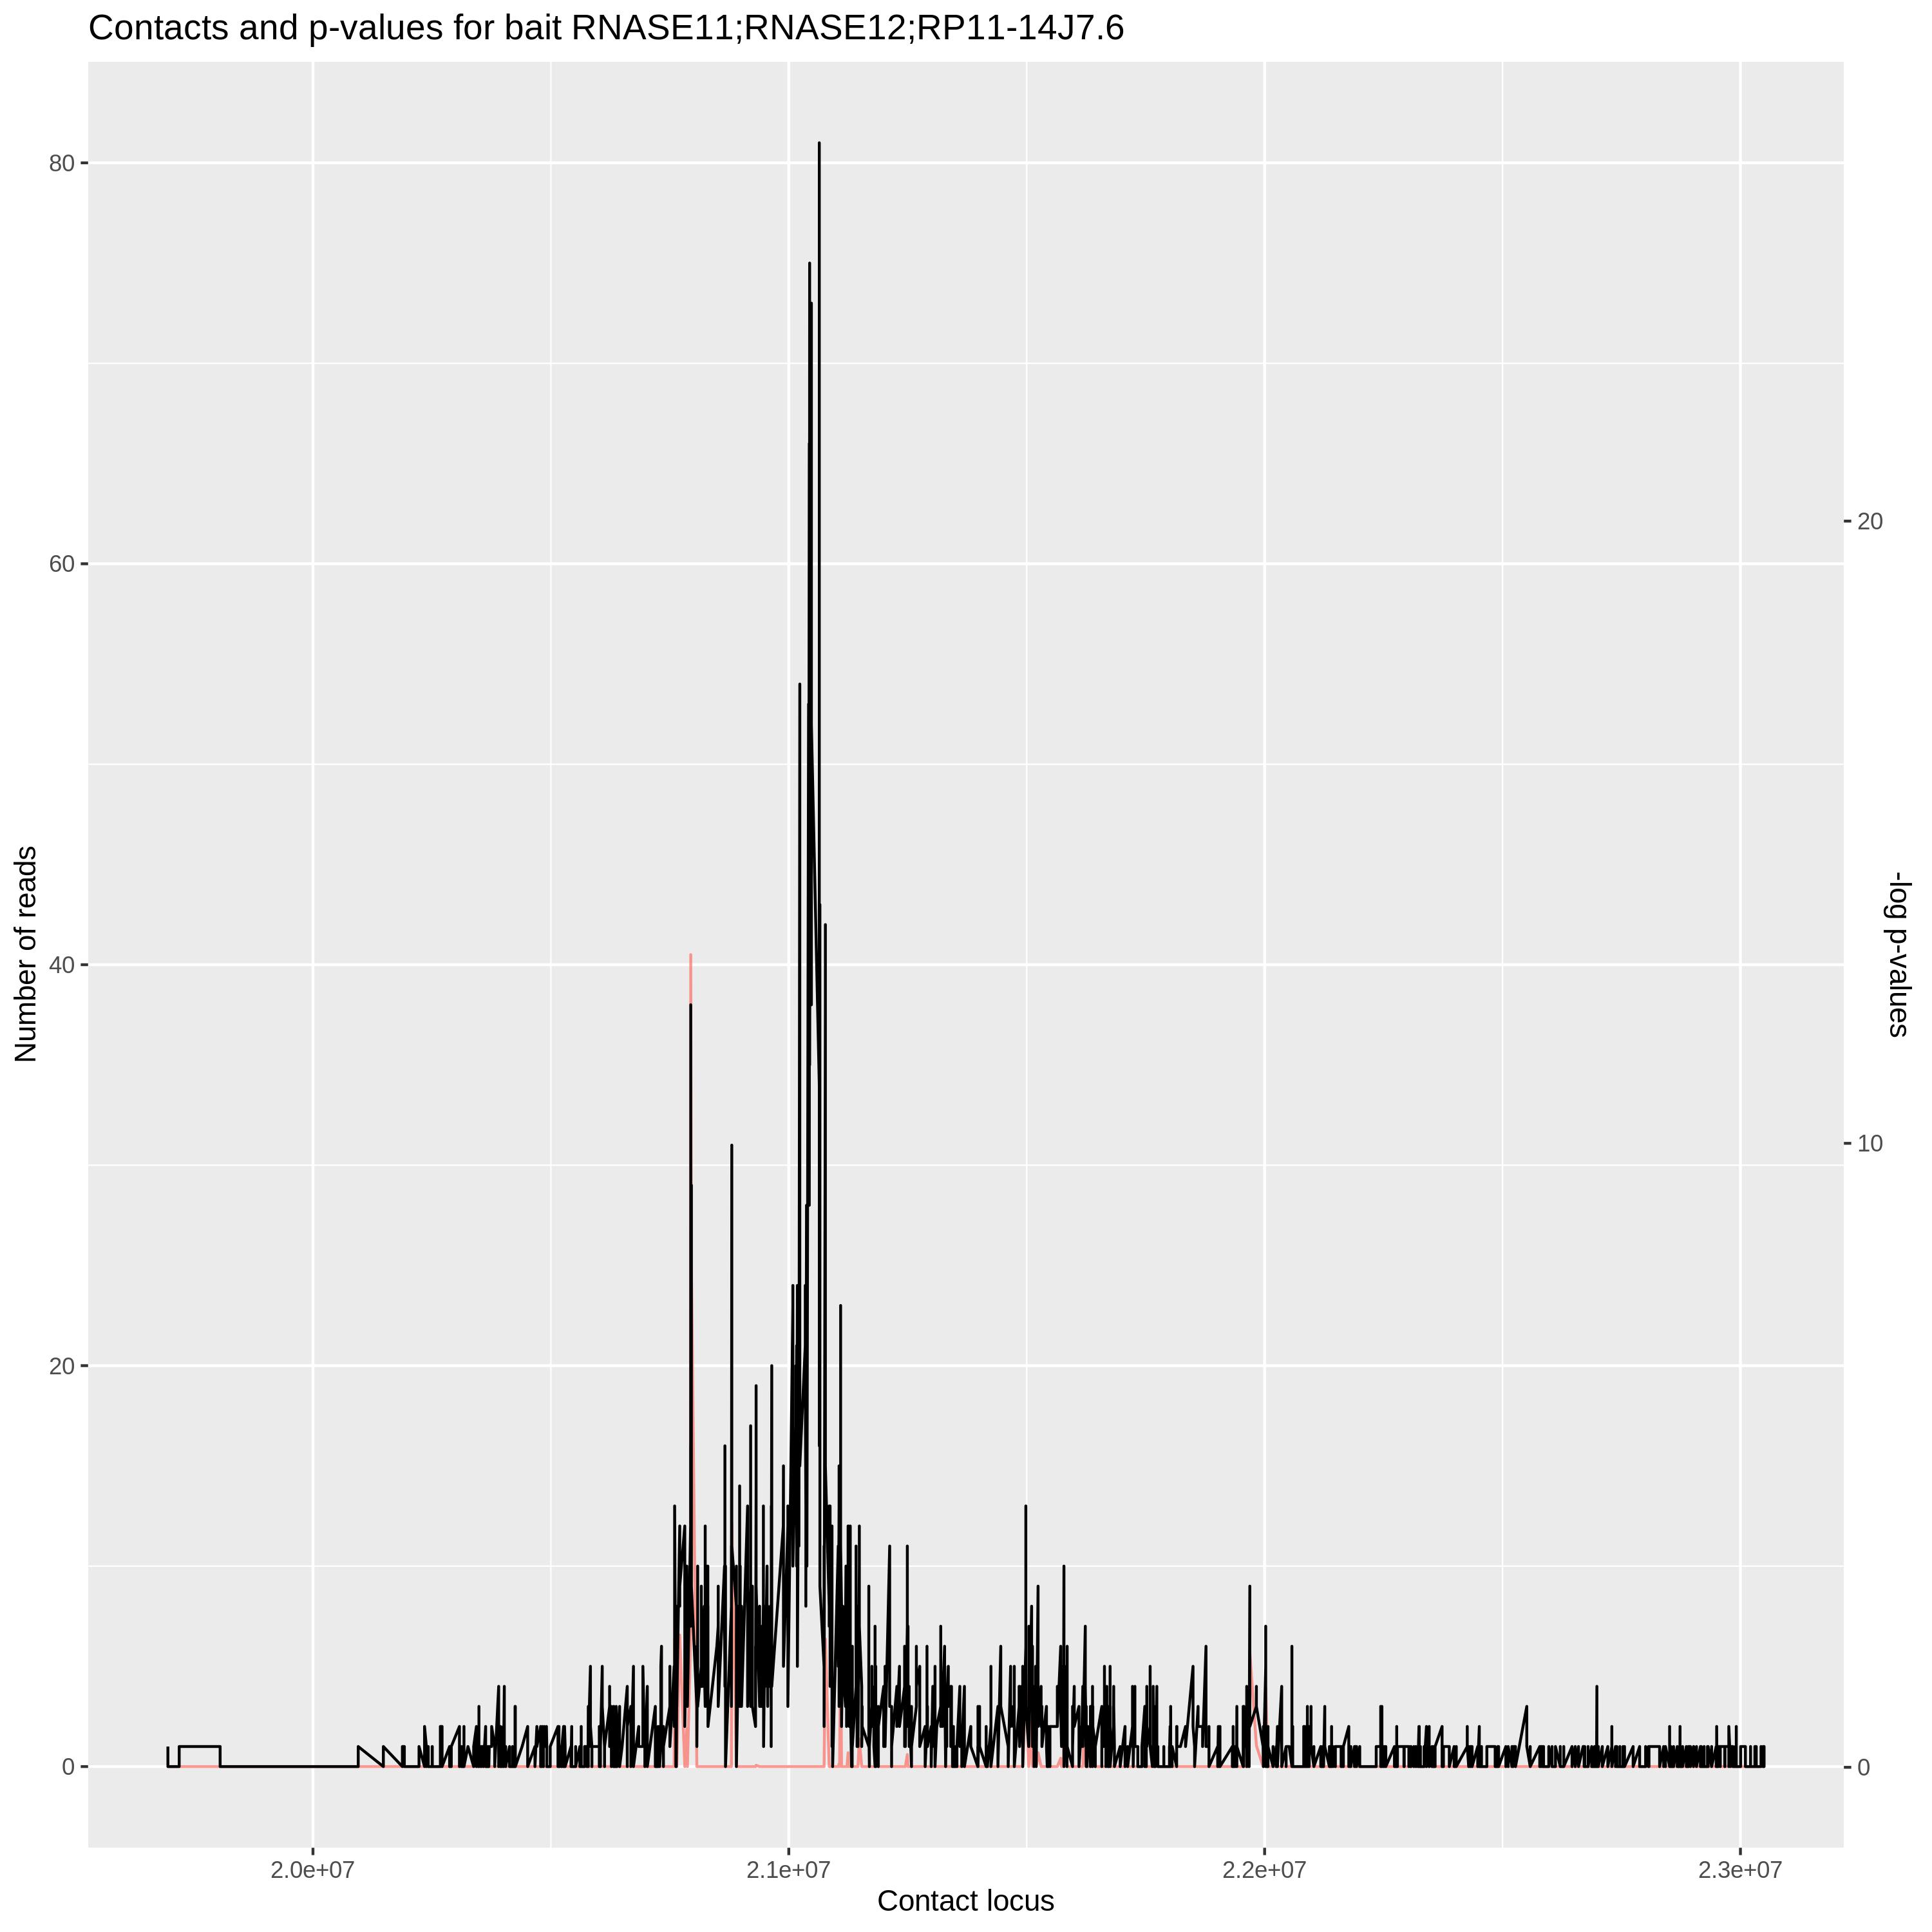 Contacts and p-values for bait RNASE11;RNASE12;RP11-14J7.6
80
60
40
20
0
Number of reads
20
10
0
-log p-values
2.0e+07 2.1e+07 2.2e+07 2.3e+07
Contact locus